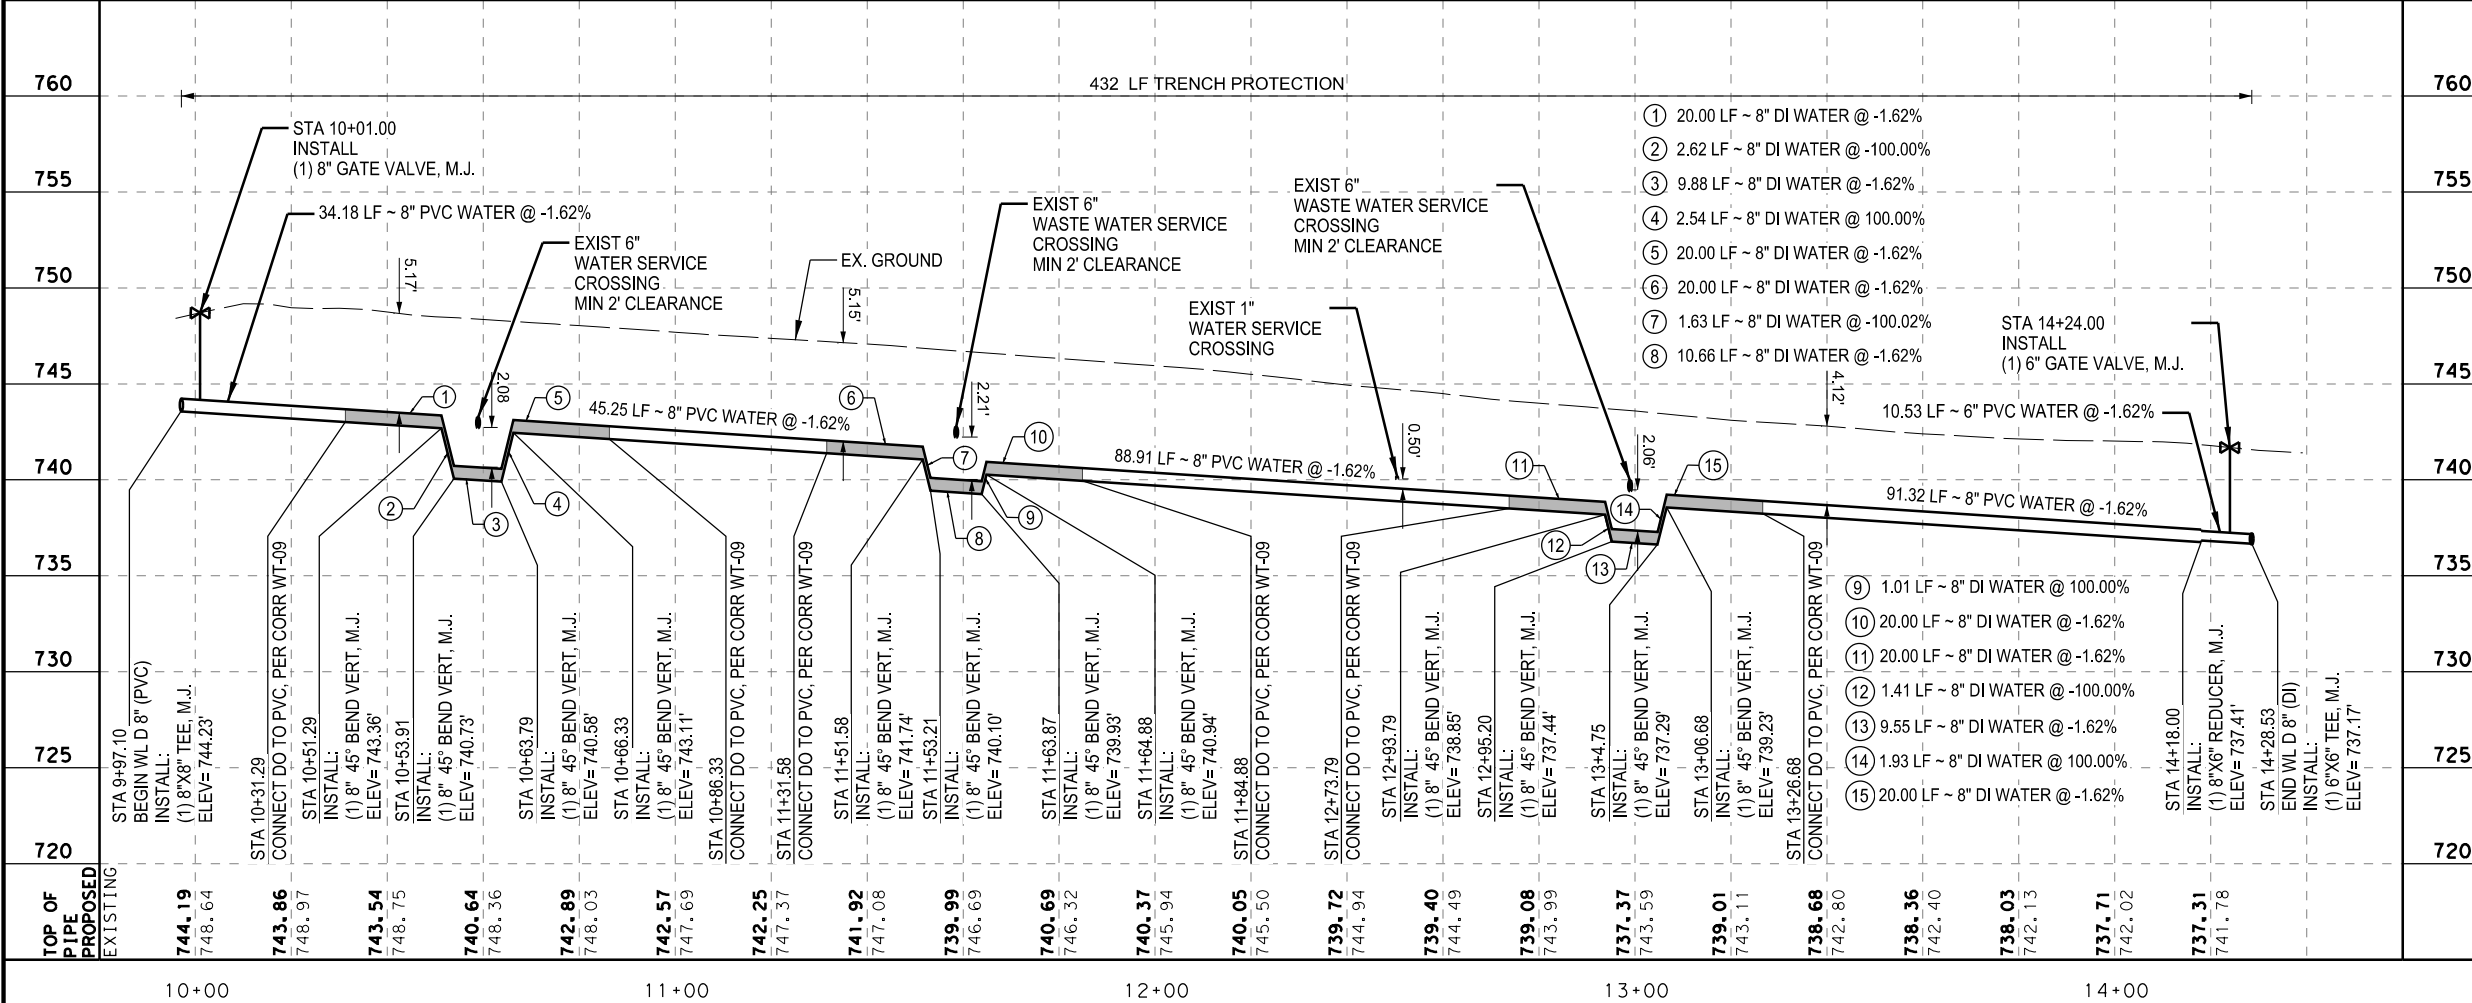 760
755
750
745
740
735
730
725
720
760
755
750
745
740
735
730
725
720
432 LF TRENCH PROTECTION
STA 10+01.00
INSTALL
(1) 8" GATE VALVE, M.J.
34.18 LF ~ 8" PVC WATER @ -1.62%
5.17'
EXIST 6"
WATER SERVICE
CROSSING
MIN 2' CLEARANCE
2.08
EX. GROUND
5.15'
EXIST 6"
WASTE WATER SERVICE
CROSSING
MIN 2' CLEARANCE
2.21'
EXIST 6"
WASTE WATER SERVICE
CROSSING
MIN 2' CLEARANCE
EXIST 1"
WATER SERVICE
CROSSING
0.50'
2.06'
4.12'
STA 14+24.00
INSTALL
(1) 6" GATE VALVE, M.J.
10.53 LF ~ 6" PVC WATER @ -1.62%
1 20.00 LF ~ 8" DI WATER @ -1.62%
2 2.62 LF ~ 8" DI WATER @ -100.00%
3 9.88 LF ~ 8" DI WATER @ -1.62%
4 2.54 LF ~ 8" DI WATER @ 100.00%
5 20.00 LF ~ 8" DI WATER @ -1.62%
6 20.00 LF ~ 8" DI WATER @ -1.62%
7 1.63 LF ~ 8" DI WATER @ -100.02%
8 10.66 LF ~ 8" DI WATER @ -1.62%
1
2
3
4
5
45.25 LF ~ 8" PVC WATER @ -1.62%
6
7
8
9
10
88.91 LF ~ 8" PVC WATER @ -1.62%
11
12
13
14
15
91.32 LF ~ 8" PVC WATER @ -1.62%
9 1.01 LF ~ 8" DI WATER @ 100.00%
10 20.00 LF ~ 8" DI WATER @ -1.62%
11 20.00 LF ~ 8" DI WATER @ -1.62%
12 1.41 LF ~ 8" DI WATER @ -100.00%
13 9.55 LF ~ 8" DI WATER @ -1.62%
14 1.93 LF ~ 8" DI WATER @ 100.00%
15 20.00 LF ~ 8" DI WATER @ -1.62%
STA 9+97.10
BEGIN WL D 8" (PVC)
INSTALL:
(1) 8"X8" TEE, M.J.
ELEV= 744.23'
STA 10+31.29
CONNECT DO TO PVC, PER CORR WT-09
STA 10+51.29
INSTALL:
(1) 8" 45° BEND VERT, M.J.
ELEV= 743.36'
STA 10+53.91
INSTALL:
(1) 8" 45° BEND VERT, M.J.
ELEV= 740.73'
STA 10+63.79
INSTALL:
(1) 8" 45° BEND VERT, M.J.
ELEV= 740.58'
STA 10+66.33
INSTALL:
(1) 8" 45° BEND VERT, M.J.
ELEV= 743.11'
STA 10+86.33
CONNECT DO TO PVC, PER CORR WT-09
STA 11+31.58
CONNECT DO TO PVC, PER CORR WT-09
STA 11+51.58
INSTALL:
(1) 8" 45° BEND VERT, M.J.
ELEV= 741.74'
STA 11+53.21
INSTALL:
(1) 8" 45° BEND VERT, M.J.
ELEV= 740.10'
STA 11+63.87
INSTALL:
(1) 8" 45° BEND VERT, M.J.
ELEV= 739.93'
STA 11+64.88
INSTALL:
(1) 8" 45° BEND VERT, M.J.
ELEV= 740.94'
STA 11+84.88
CONNECT DO TO PVC, PER CORR WT-09
STA 12+73.79
CONNECT DO TO PVC, PER CORR WT-09
STA 12+93.79
INSTALL:
(1) 8" 45° BEND VERT, M.J.
ELEV= 738.85'
STA 12+95.20
INSTALL:
(1) 8" 45° BEND VERT, M.J.
ELEV= 737.44'
STA 13+4.75
INSTALL:
(1) 8" 45° BEND VERT, M.J.
ELEV= 737.29'
STA 13+06.68
INSTALL:
(1) 8" 45° BEND VERT, M.J.
ELEV= 739.23'
STA 13+26.68
CONNECT DO TO PVC, PER CORR WT-09
STA 14+18.00
INSTALL:
(1) 8"X6" REDUCER, M.J.
ELEV= 737.41'
STA 14+28.53
END WL D 8" (DI)
INSTALL:
(1) 6"X6" TEE, M.J.
ELEV= 737.17'
TOP OF
PIPE
PROPOSED
EXISTING
744.19
748.64
743.86
748.97
743.54
748.75
740.64
748.36
742.89
748.03
742.57
747.69
742.25
747.37
741.92
747.08
739.99
746.69
740.69
746.32
740.37
745.94
740.05
745.50
739.72
744.94
739.40
744.49
739.08
743.99
737.37
743.59
739.01
743.11
738.68
742.80
738.36
742.40
738.03
742.13
737.71
742.02
737.31
741.78
10+00
11+00
12+00
13+00
14+00